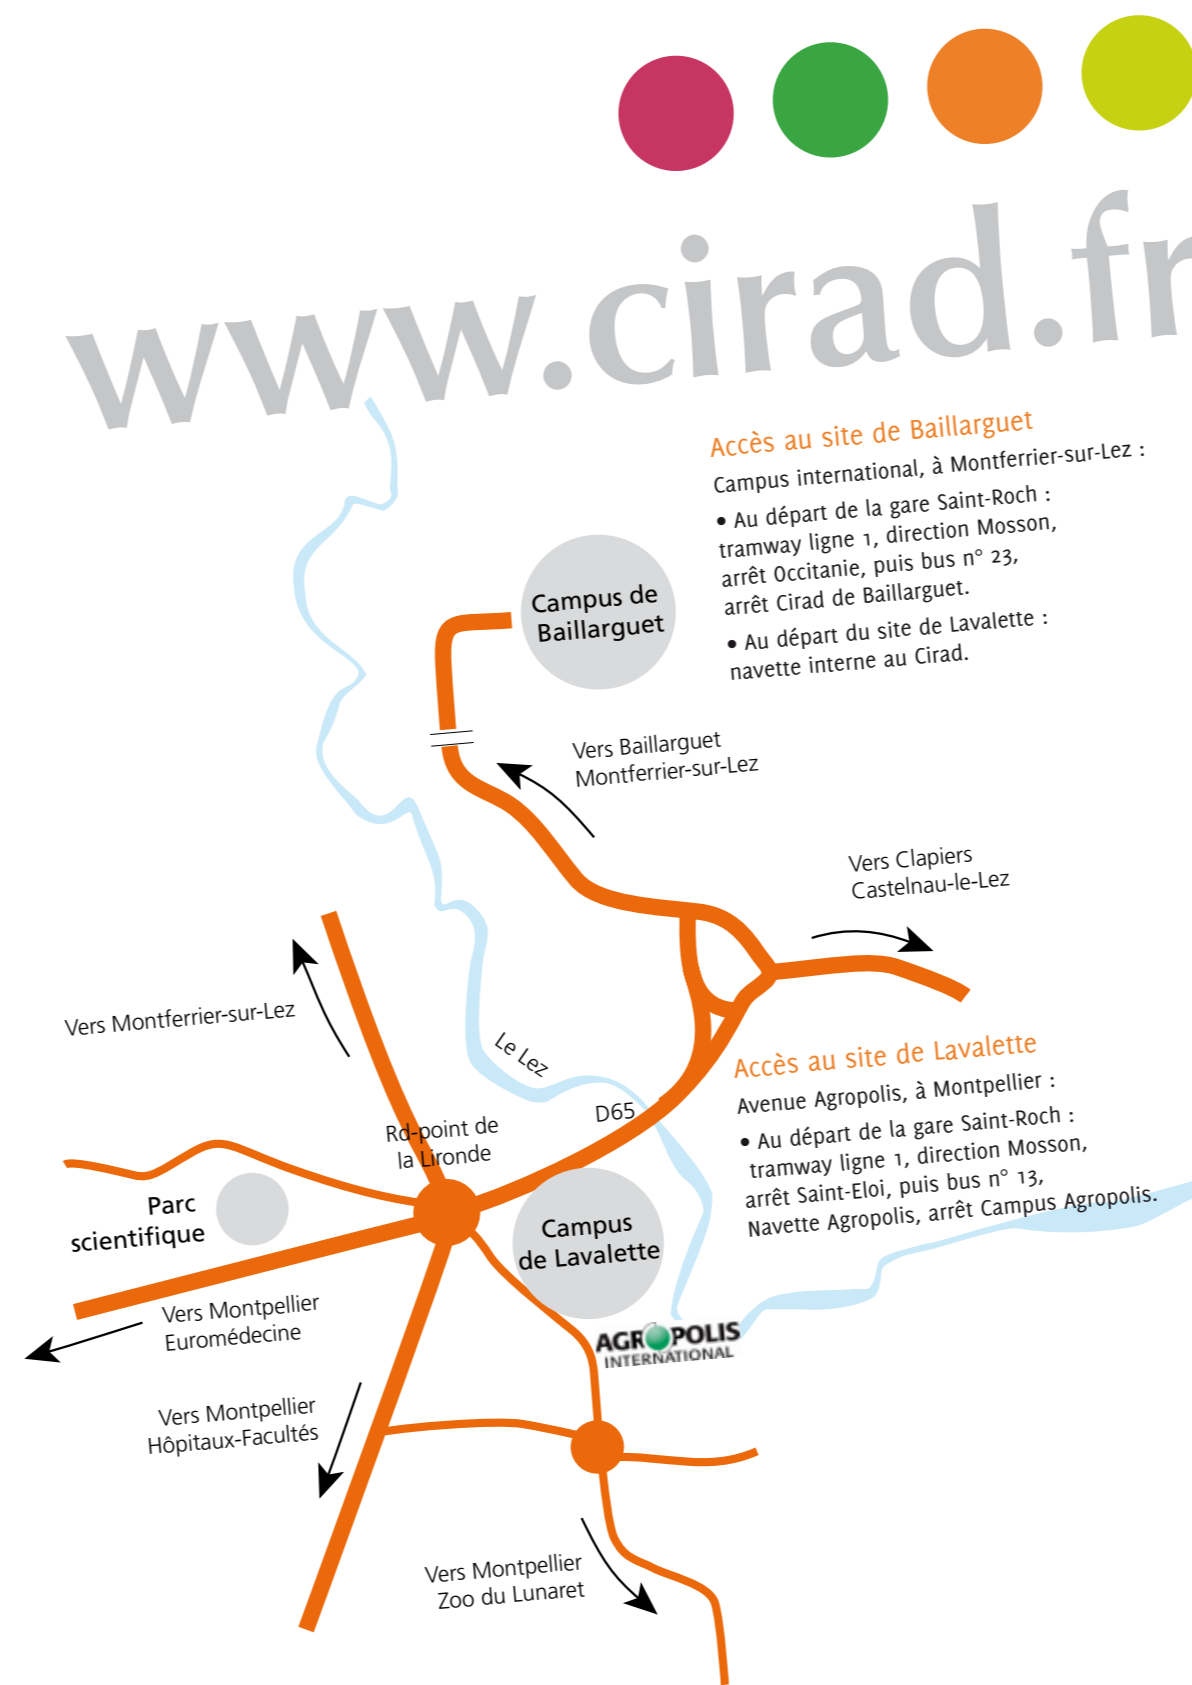 www.cirad.fr
Accès au site de Baillarguet
Campus international, à Montferrier-sur-Lez :
• Au départ de la gare Saint-Roch :
tramway ligne 1, direction Mosson,
arrêt Occitanie, puis bus n° 23,
arrêt Cirad de Baillarguet.
• Au départ du site de Lavalette :
navette interne au Cirad.
Campus de
Baillarguet
Vers Baillarguet
Montferrier-sur-Lez
Vers Clapiers
Castelnau-le-Lez
Vers Montferrier-sur-Lez
Le Lez
D65
Rd-point de
la Lironde
Accès au site de Lavalette
Avenue Agropolis, à Montpellier :
• Au départ de la gare Saint-Roch :
tramway ligne 1, direction Mosson,
arrêt Saint-Eloi, puis bus n° 13,
Navette Agropolis, arrêt Campus Agropolis.
Parc
scientifique
Campus
de Lavalette
Vers Montpellier
Euromédecine
AGROPOLIS
INTERNATIONAL
Vers Montpellier
Hôpitaux-Facultés
Vers Montpellier
Zoo du Lunaret